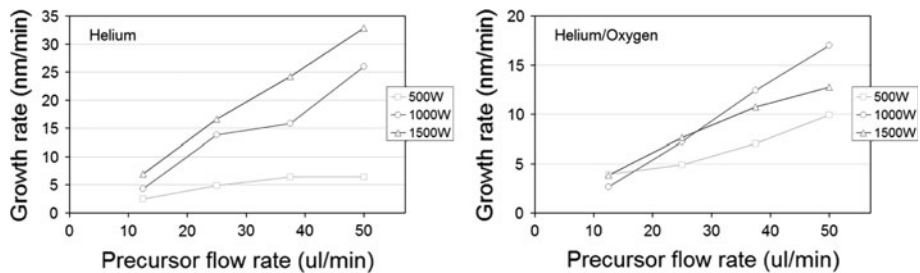 Helium
Growth rate (nm/min)
35
30
25
20
15
10
5
0
0 10 20 30 40 50
Precursor flow rate (ul/min)
500W
1000W
1500W
Helium/Oxygen
Growth rate (nm/min)
20
15
10
5
0
0 10 20 30 40 50
Precursor flow rate (ul/min)
500W
1000W
1500W